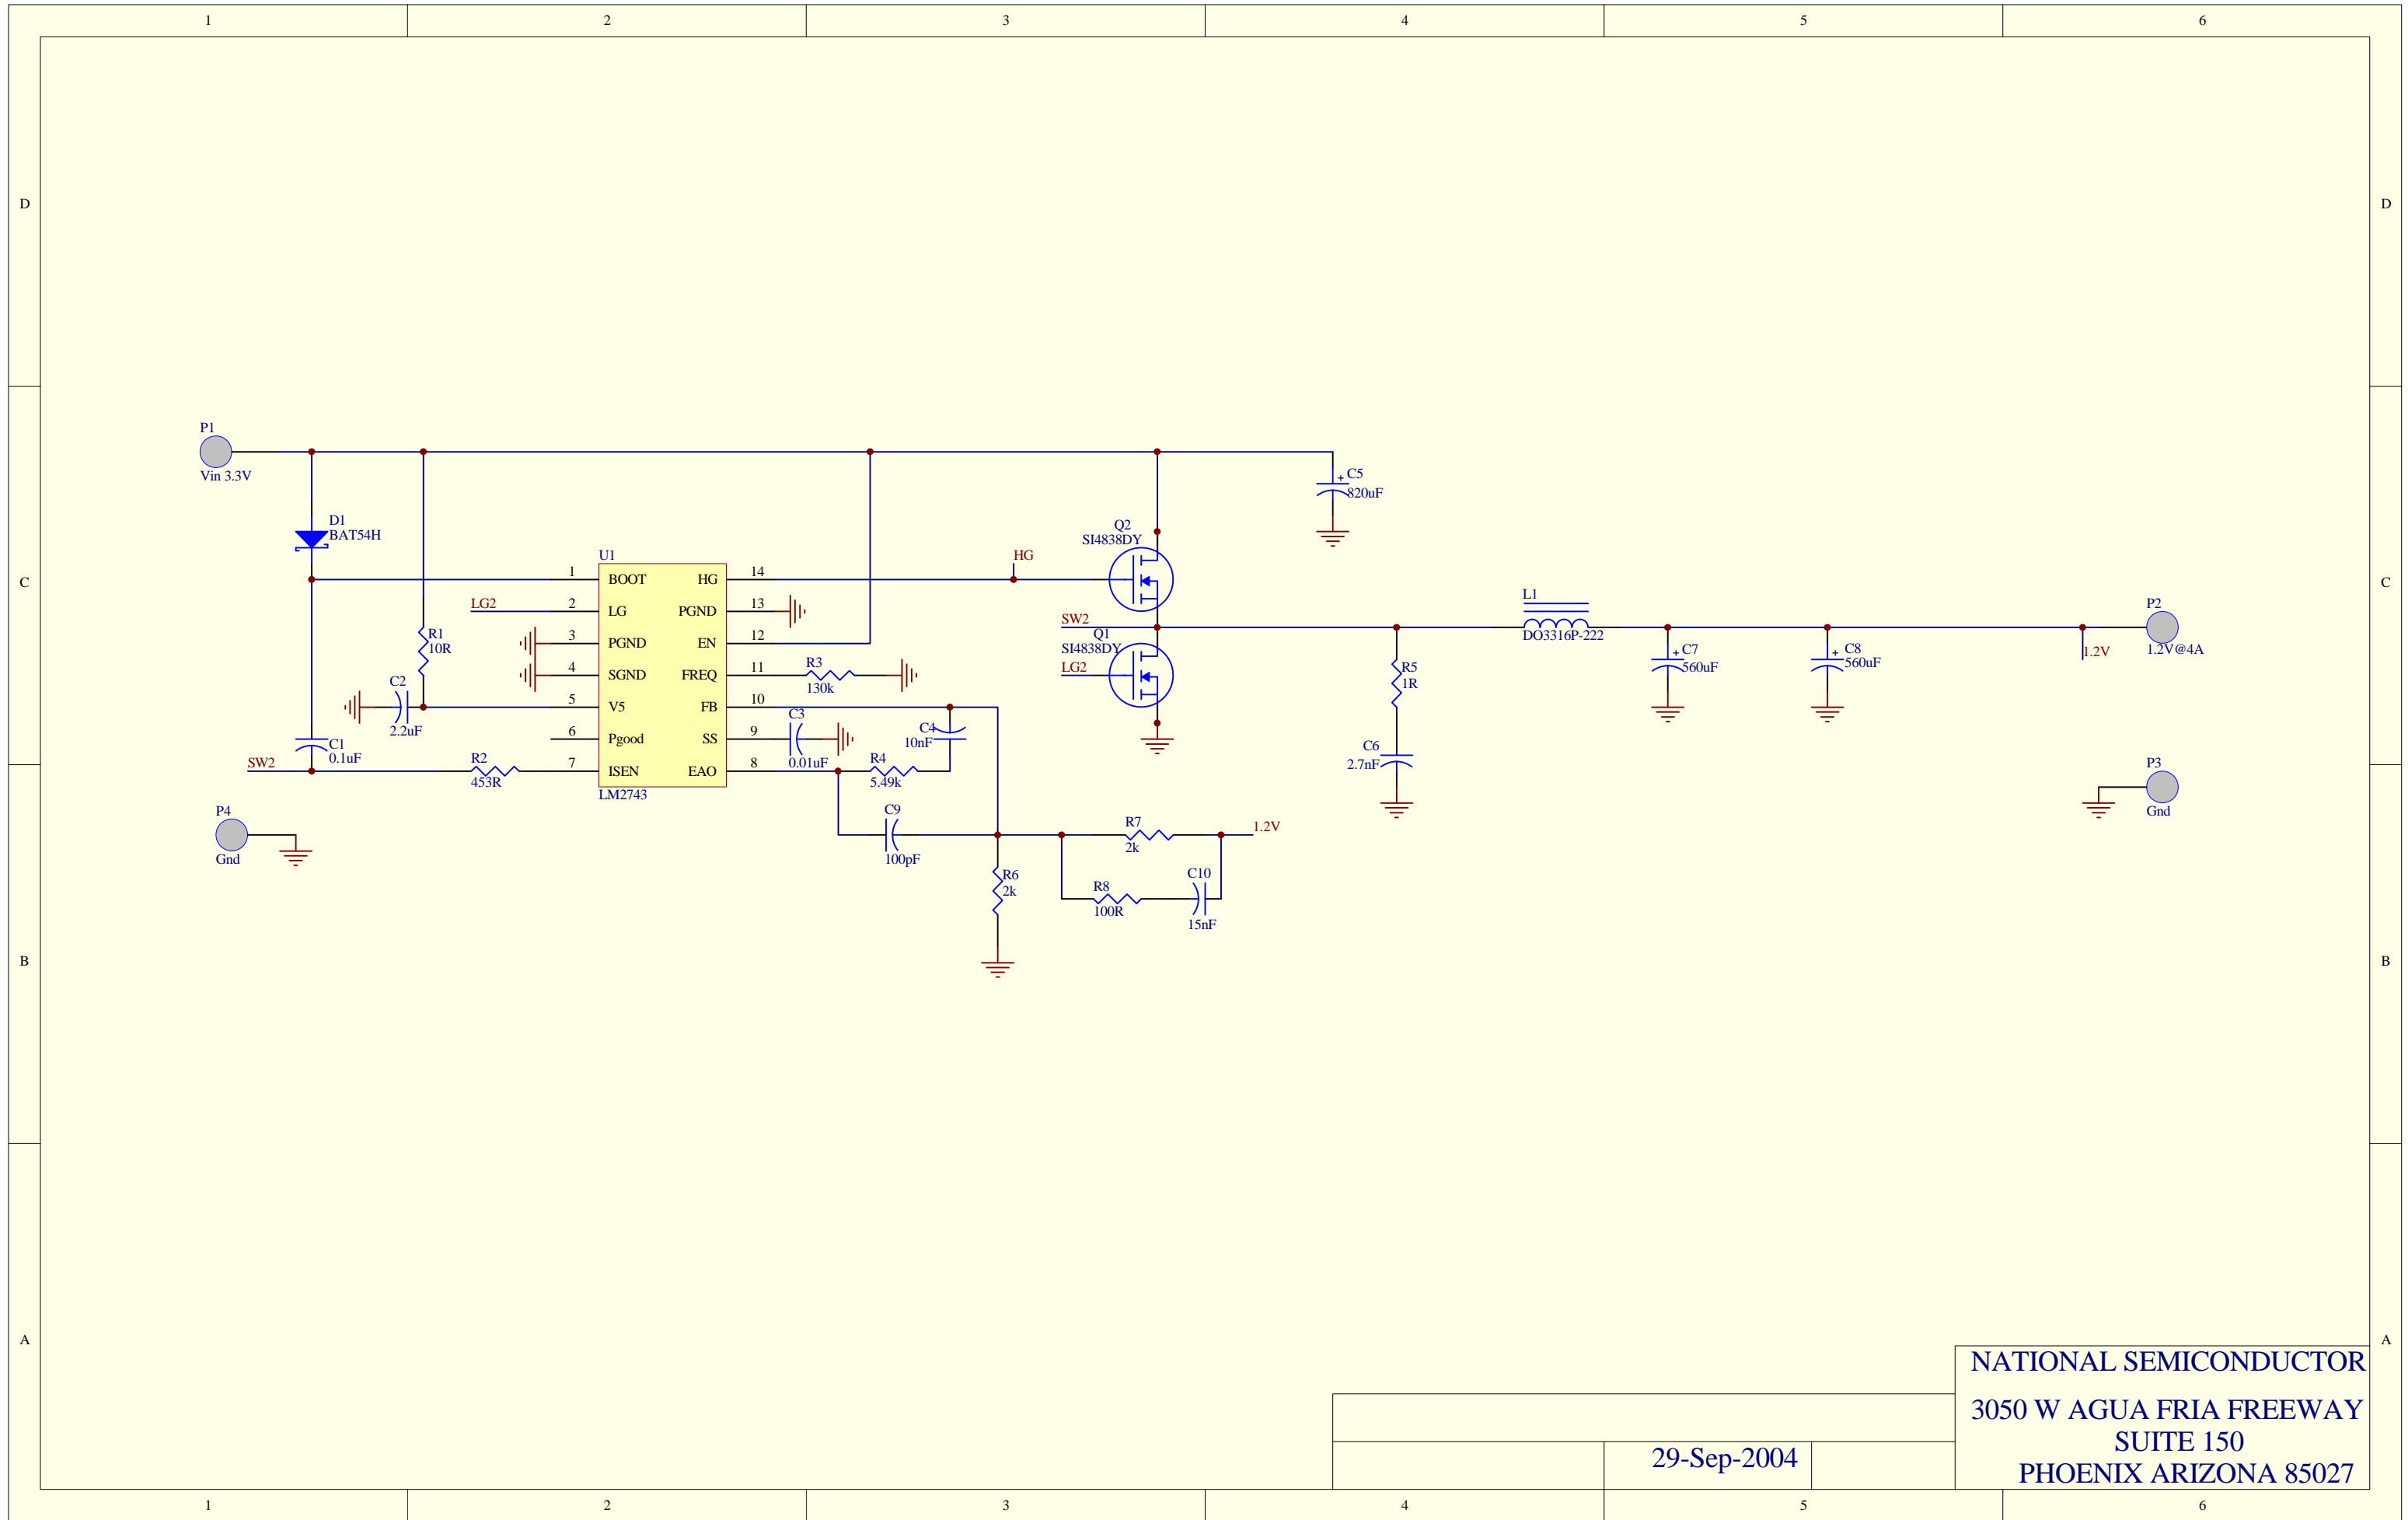 1 2 3 4 5 6
D D
P1
Vin 3.3V
C5
820uF
D1
BAT54H
Q2
SI4838DY
U1
HG
C C
1 BOOT HG 14
LG2 2 LG PGND 13
3 PGND EN 12
4 SGND FREQ 11
5 V5 FB 10
6 Pgood SS 9
7 ISEN EAO 8
LM2743
R1
10R
C2
2.2uF
C1
0.1uF
SW2
R2
453R
R3
130k
C3
0.01uF
C4
10nF
R4
5.49k
SW2
Q1
SI4838DY
LG2
L1
DO3316P-222
P2
1.2V@4A
1.2V
R5
1R
C7
560uF
C8
560uF
C6
2.7nF
P3
Gnd
P4
Gnd
C9
100pF
R7
2k
1.2V
R6
2k
R8
100R
C10
15nF
B B
A A
NATIONAL SEMICONDUCTOR
3050 W AGUA FRIA FREEWAY
SUITE 150
PHOENIX ARIZONA 85027
29-Sep-2004
1 2 3 4 5 6